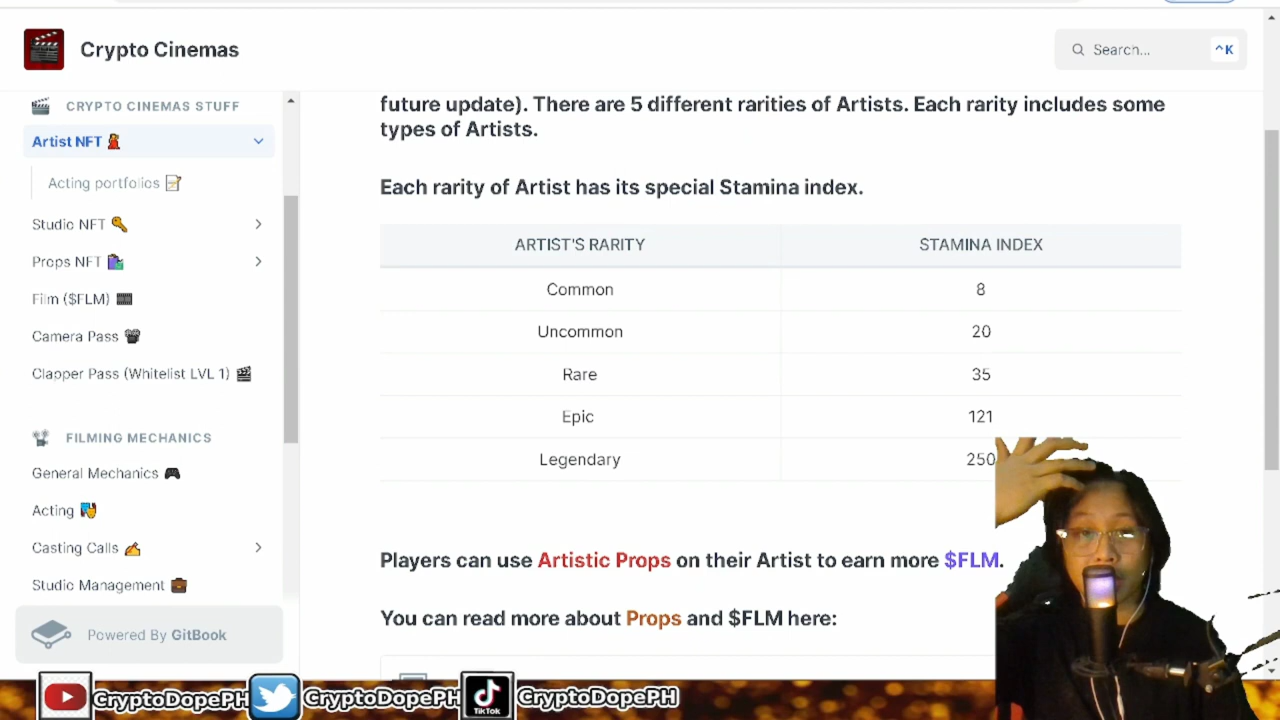 Crypto Cinemas
Search...
^K
CRYPTO CINEMAS STUFF
Artist NFT
Acting portfolios
Studio NFT
Props NFT
Film ($FLM)
Camera Pass
Clapper Pass (Whitelist LVL 1)
FILMING MECHANICS
General Mechanics
Acting
Casting Calls
Studio Management
Powered By GitBook
future update). There are 5 different rarities of Artists. Each rarity includes some
types of Artists.
Each rarity of Artist has its special Stamina index.
ARTIST'S RARITY STAMINA INDEX
Common 8
Uncommon 20
Rare 35
Epic 121
Legendary 250
Players can use Artistic Props on their Artist to earn more $FLM.
You can read more about Props and $FLM here:
CryptoDopePH CryptoDopePH TikTok CryptoDopePH